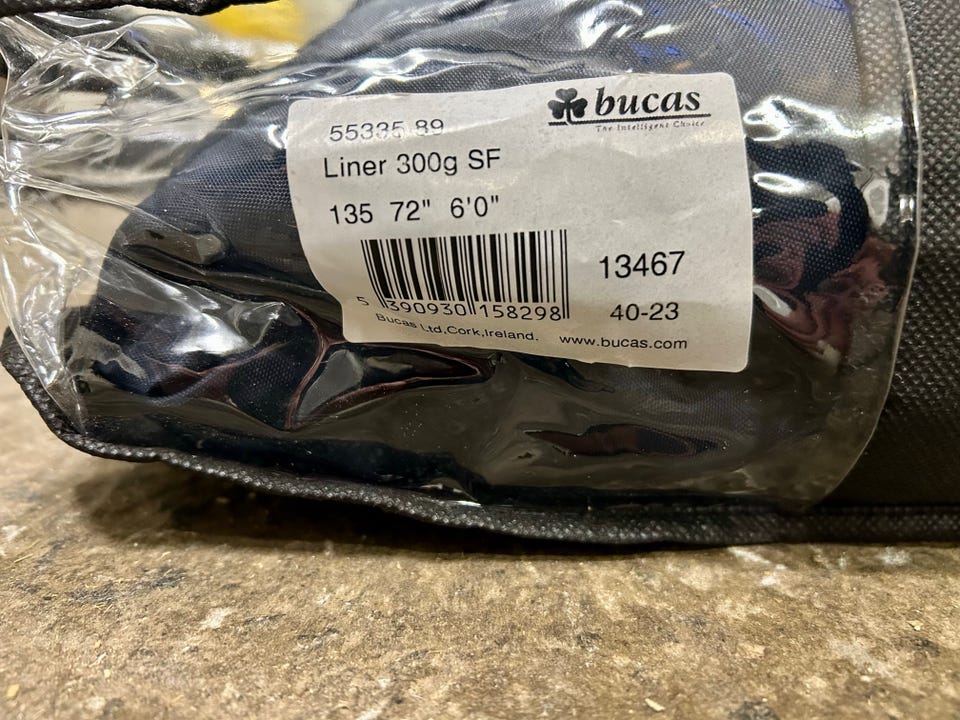 bucas
The Intelligent Choice
55335 89
Liner 300g SF
135 72" 6'0"
13467
5 390930 158298
40-23
Bucas Ltd,Cork,Ireland. www.bucas.com